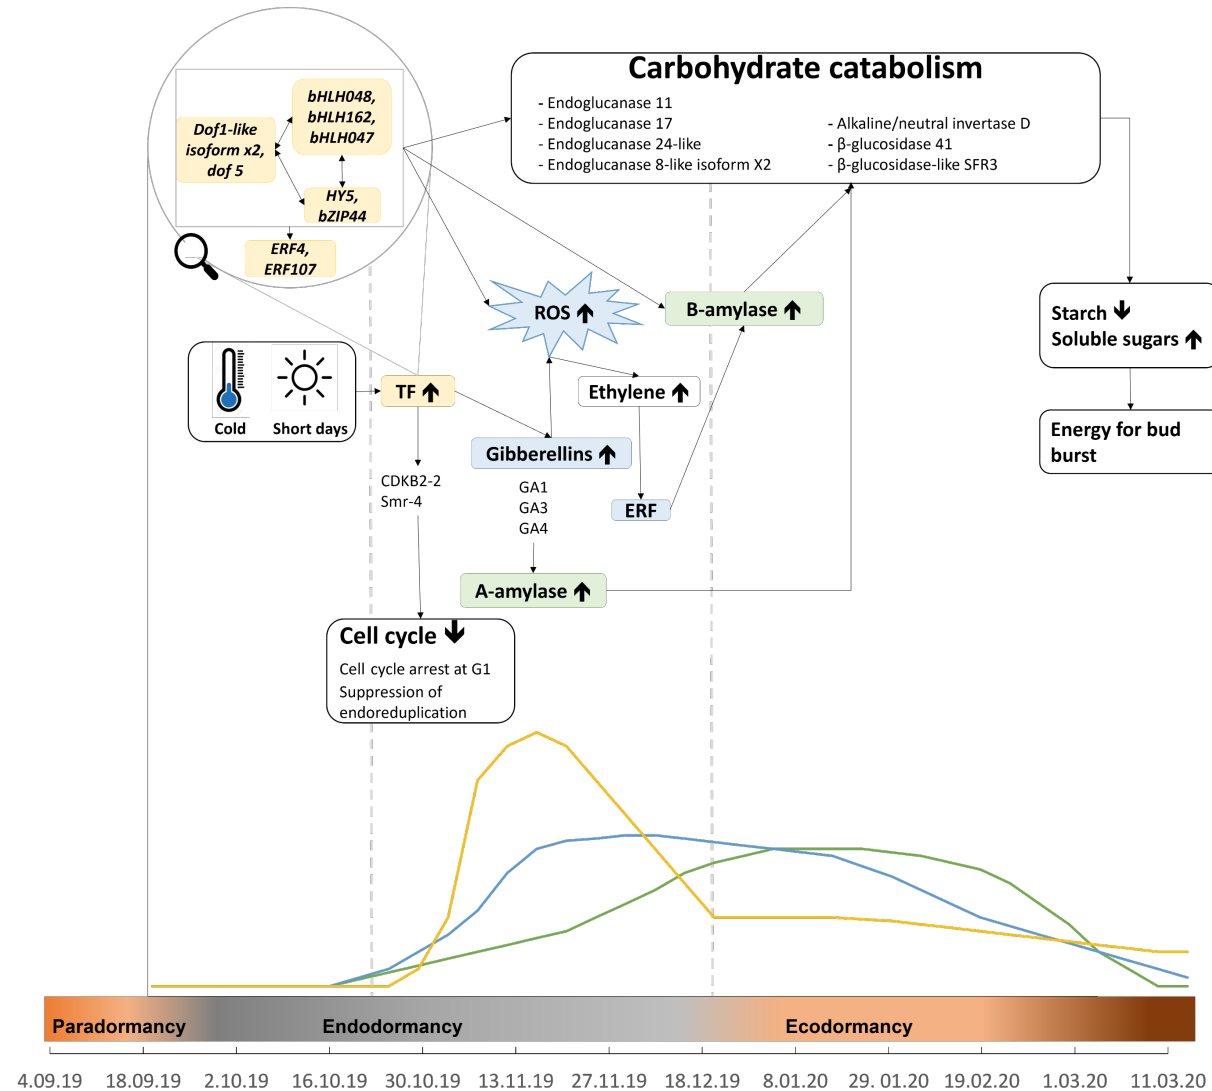 Carbohydrate catabolism
- Endoglucanase 11
- Endoglucanase 17
- Endoglucanase 24-like
- Endoglucanase 8-like isoform X2
- Alkaline/neutral invertase D
- β-glucosidase 41
- β-glucosidase-like SFR3
bHLH048,
bHLH162,
bHLH047
Dof1-like
isoform x2,
dof 5
HY5,
bZIP44
ERF4,
ERF107
ROS
B-amylase
Starch
Soluble sugars
Cold
Short days
TF
Ethylene
Energy for bud
burst
Gibberellins
CDKB2-2
Smr-4
GA1
GA3
GA4
ERF
A-amylase
Cell cycle
Cell cycle arrest at G1
Suppression of
endoreduplication
Paradormancy
Endodormancy
Ecodormancy
4.09.19
18.09.19
2.10.19
16.10.19
30.10.19
13.11.19
27.11.19
18.12.19
8.01.20
29. 01.20
19.02.20
1.03.20
11.03.20